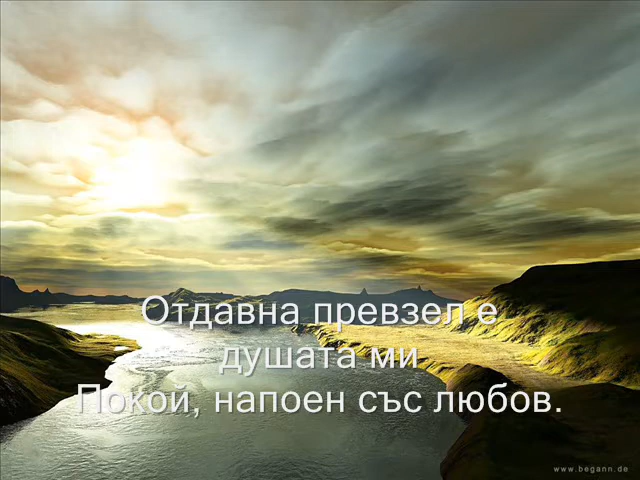 Отдавна превзел е
душата ми
Покой, напоен със любов.
www.begann.de